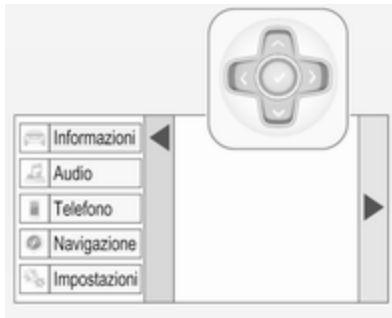 Informazioni
Audio
Telefono
Navigazione
Impostazioni